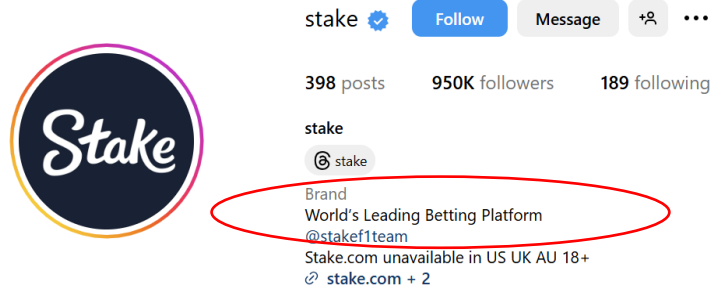 Stake
stake
Follow
Message
398 posts 950K followers 189 following
stake
stake
Brand
World's Leading Betting Platform
@stakef1team
Stake.com unavailable in US UK AU 18+
stake.com + 2